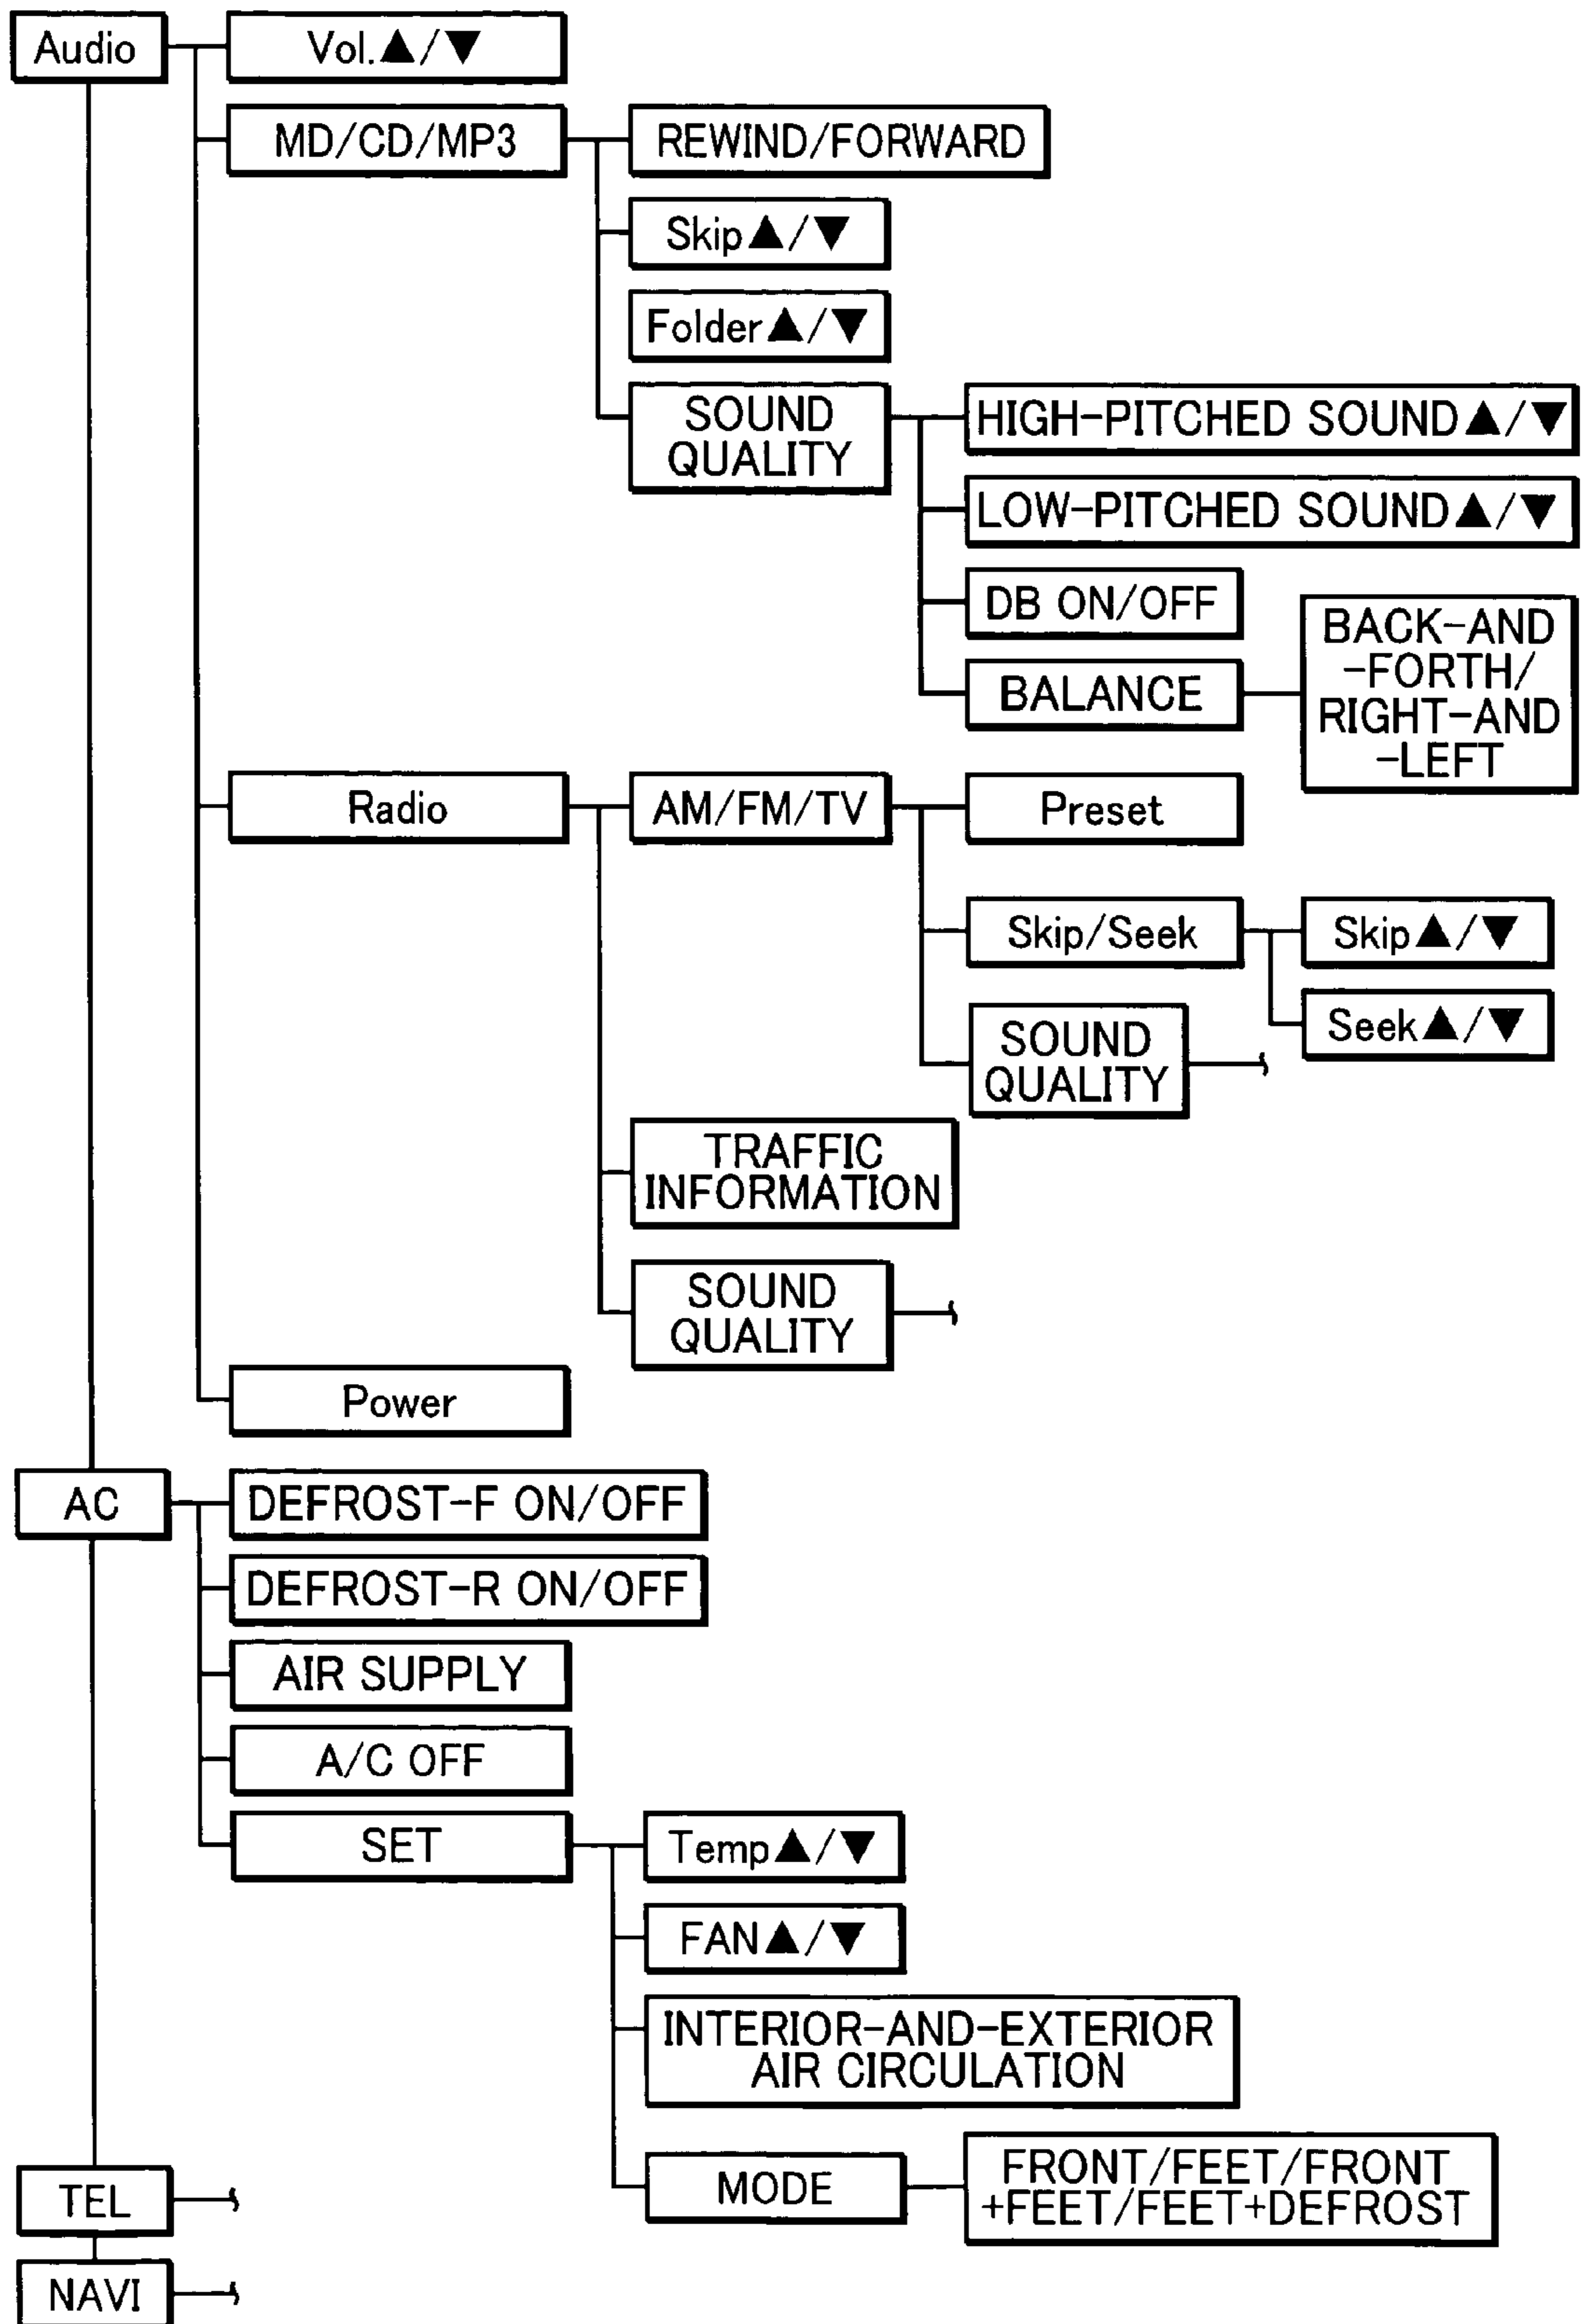 Audio
Vol.▲/▼
MD/CD/MP3
REWIND/FORWARD
Skip▲/▼
Folder▲/▼
SOUND
QUALITY
HIGH-PITCHED SOUND▲/▼
LOW-PITCHED SOUND▲/▼
DB ON/OFF
BALANCE
BACK-AND
-FORTH/
RIGHT-AND
-LEFT
Radio
AM/FM/TV
Preset
Skip/Seek
Skip▲/▼
Seek▲/▼
SOUND
QUALITY
TRAFFIC
INFORMATION
SOUND
QUALITY
Power
AC
DEFROST-F ON/OFF
DEFROST-R ON/OFF
AIR SUPPLY
A/C OFF
SET
Temp▲/▼
FAN▲/▼
INTERIOR-AND-EXTERIOR
AIR CIRCULATION
MODE
FRONT/FEET/FRONT
+FEET/FEET+DEFROST
TEL
NAVI